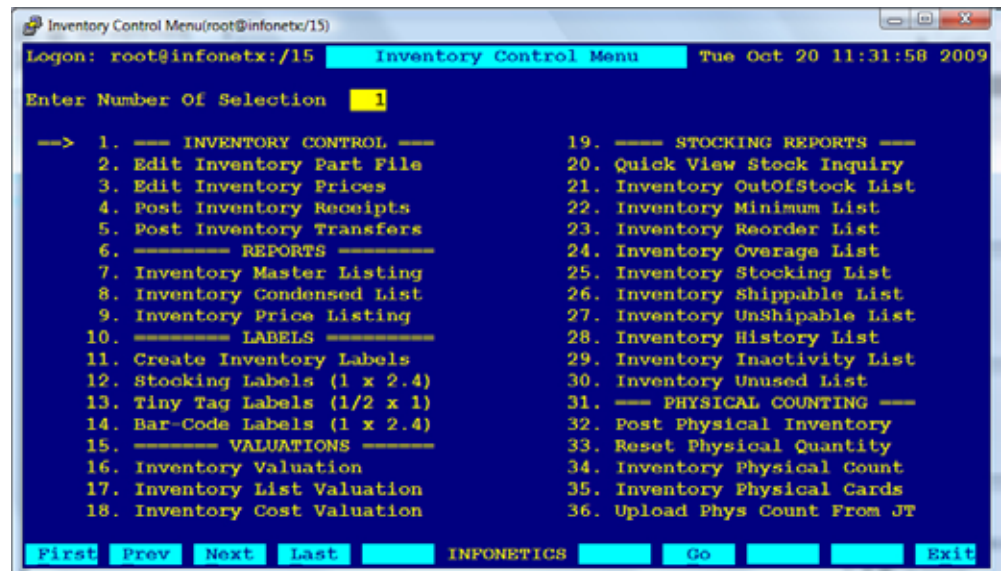 Inventory Control Menu(root@infonetx:/15)
Logon: root@infonetx:/15 Inventory Control Menu Tue Oct 20 11:31:58 2009
Enter Number Of Selection 1
==> 1. === INVENTORY CONTROL ===
2. Edit Inventory Part File
3. Edit Inventory Prices
4. Post Inventory Receipts
5. Post Inventory Transfers
6. ======== REPORTS ========
7. Inventory Master Listing
8. Inventory Condensed List
9. Inventory Price Listing
10. ======== LABELS =========
11. Create Inventory Labels
12. Stocking Labels (1 x 2.4)
13. Tiny Tag Labels (1/2 x 1)
14. Bar-Code Labels (1 x 2.4)
15. ======= VALUATIONS ======
16. Inventory Valuation
17. Inventory List Valuation
18. Inventory Cost Valuation
19. ==== STOCKING REPORTS ===
20. Quick View Stock Inquiry
21. Inventory OutOfStock List
22. Inventory Minimum List
23. Inventory Reorder List
24. Inventory Overage List
25. Inventory Stocking List
26. Inventory Shippable List
27. Inventory UnShipable List
28. Inventory History List
29. Inventory Inactivity List
30. Inventory Unused List
31. === PHYSICAL COUNTING ===
32. Post Physical Inventory
33. Reset Physical Quantity
34. Inventory Physical Count
35. Inventory Physical Cards
36. Upload Phys Count From JT
First Prev Next Last INFONETICS Go Exit